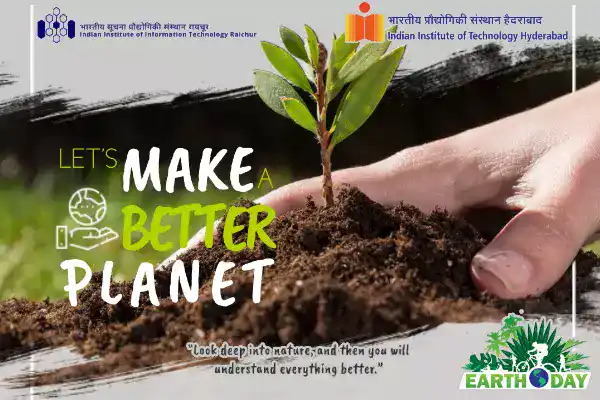 भारतीय सूचना प्रौद्योगिकी संस्थान रायचूर
Indian Institute of Information Technology Raichur
भारतीय प्रौद्योगिकी संस्थान हैदराबाद
Indian Institute of Technology Hyderabad
LET'S MAKE A
BETTER
PLANET
"Look deep into nature, and then you will
understand everything better."
EARTH DAY